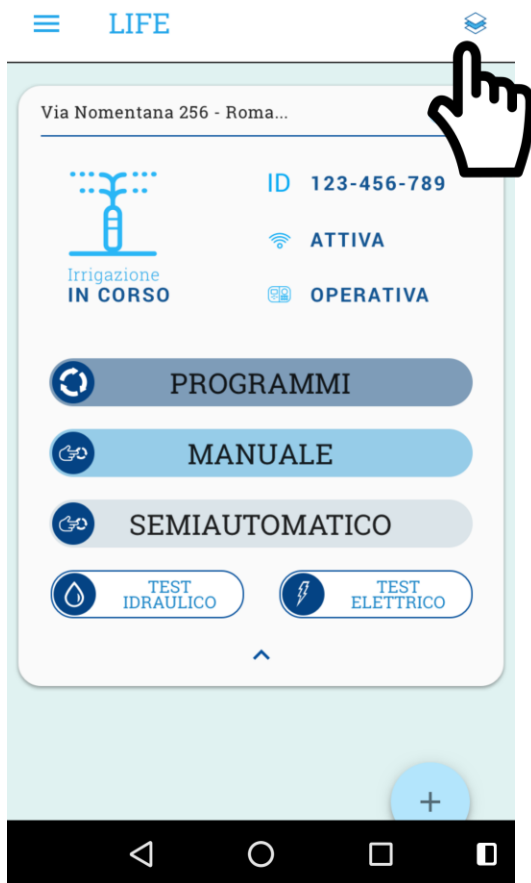 LIFE
Via Nomentana 256 - Roma...
ID 123-456-789
ATTIVA
Irrigazione
IN CORSO
OPERATIVA
PROGRAMMI
MANUALE
SEMIAUTOMATICO
TEST
IDRAULICO
TEST
ELETTRICO